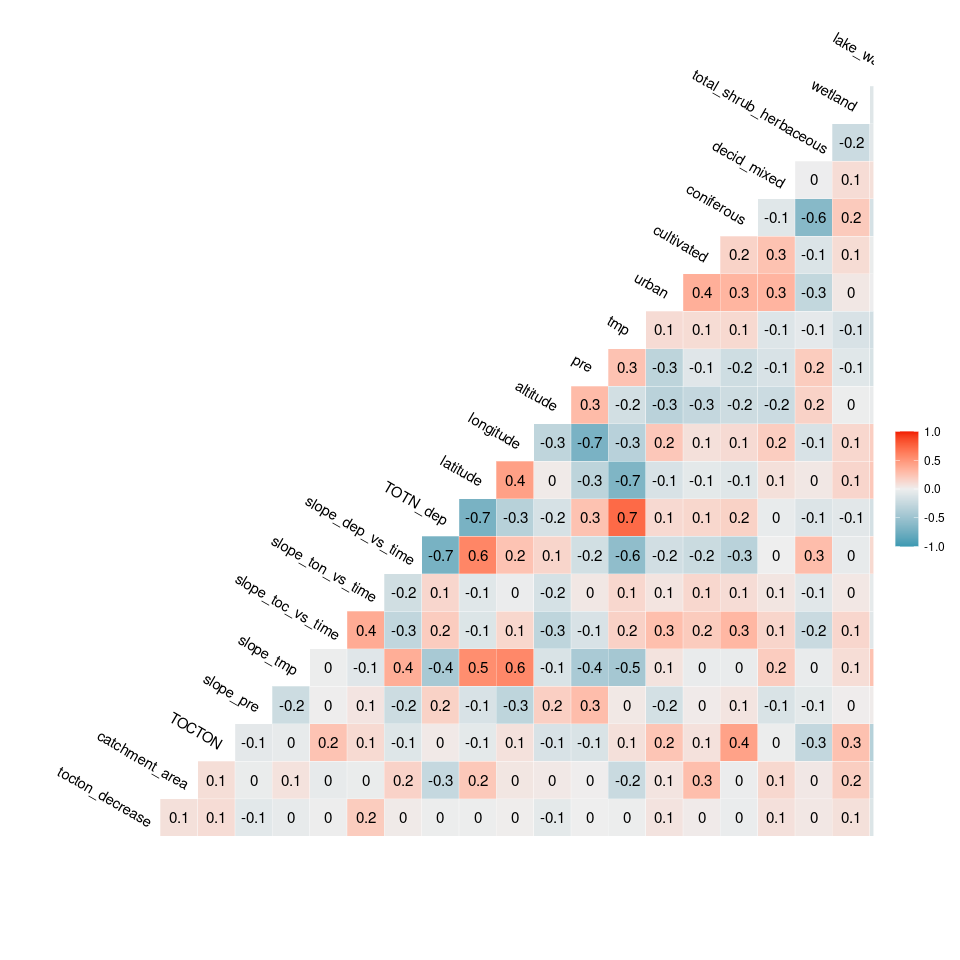 lake_wa
wetland
total_shrub_herbaceous
-0.2
decid_mixed
0 0.1
coniferous
-0.1 -0.6 0.2
cultivated
0.2 0.3 -0.1 0.1
urban
0.4 0.3 0.3 -0.3 0
tmp
0.1 0.1 0.1 -0.1 -0.1 -0.1
pre
0.3 -0.3 -0.1 -0.2 -0.1 0.2 -0.1
altitude
0.3 -0.2 -0.3 -0.3 -0.2 -0.2 0.2 0
longitude
-0.3 -0.7 -0.3 0.2 0.1 0.1 0.2 -0.1 0.1
latitude
0.4 0 -0.3 -0.7 -0.1 -0.1 -0.1 0.1 0 0.1
TOTN_dep
-0.7 -0.3 -0.2 0.3 0.7 0.1 0.1 0.2 0 -0.1 -0.1
slope_dep_vs_time
-0.7 0.6 0.2 0.1 -0.2 -0.6 -0.2 -0.2 -0.3 0 0.3 0
slope_ton_vs_time
-0.2 0.1 -0.1 0 -0.2 0 0.1 0.1 0.1 0.1 0.1 -0.1 0
slope_toc_vs_time
0.4 -0.3 0.2 -0.1 0.1 -0.3 -0.1 0.2 0.3 0.2 0.3 0.1 -0.2 0.1
slope_tmp
0 -0.1 0.4 -0.4 0.5 0.6 -0.1 -0.4 -0.5 0.1 0 0 0.2 0 0.1
slope_pre
-0.2 0 0.1 -0.2 0.2 -0.1 -0.3 0.2 0.3 0 -0.2 0 0.1 -0.1 -0.1 0
TOCTON
-0.1 0 0.2 0.1 -0.1 0 -0.1 0.1 -0.1 -0.1 0.1 0.2 0.1 0.4 0 -0.3 0.3
catchment_area
0.1 0 0.1 0 0 0.2 -0.3 0.2 0 0 0 -0.2 0.1 0.3 0 0.1 0 0.2
tocton_decrease
0.1 0.1 -0.1 0 0 0.2 0 0 0 0 -0.1 0 0 0.1 0 0 0.1 0 0.1
1.0
0.5
0.0
-0.5
-1.0